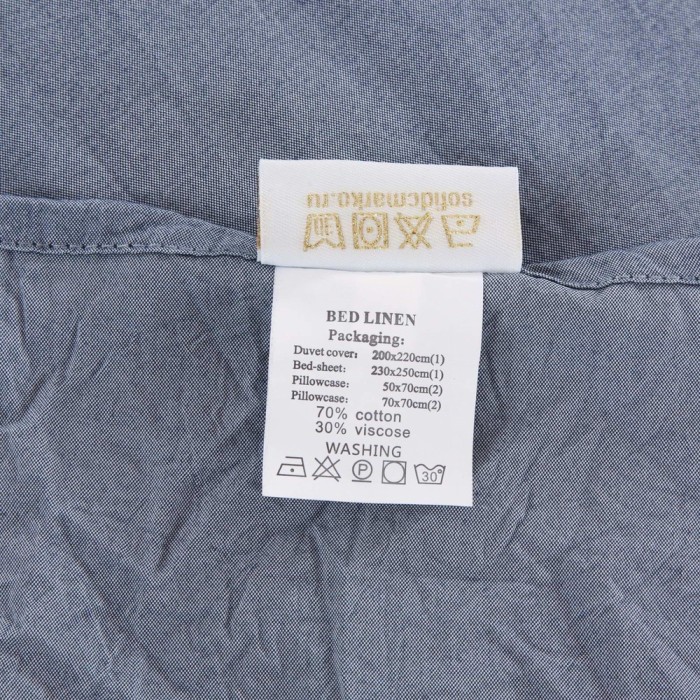 sofidemarko.ru
BED LINEN
Packaging:
Duvet cover: 200x220cm(1)
Bed-sheet: 230x250cm(1)
Pillowcase: 50x70cm(2)
Pillowcase: 70x70cm(2)
70% cotton
30% viscose
WASHING
P 30°